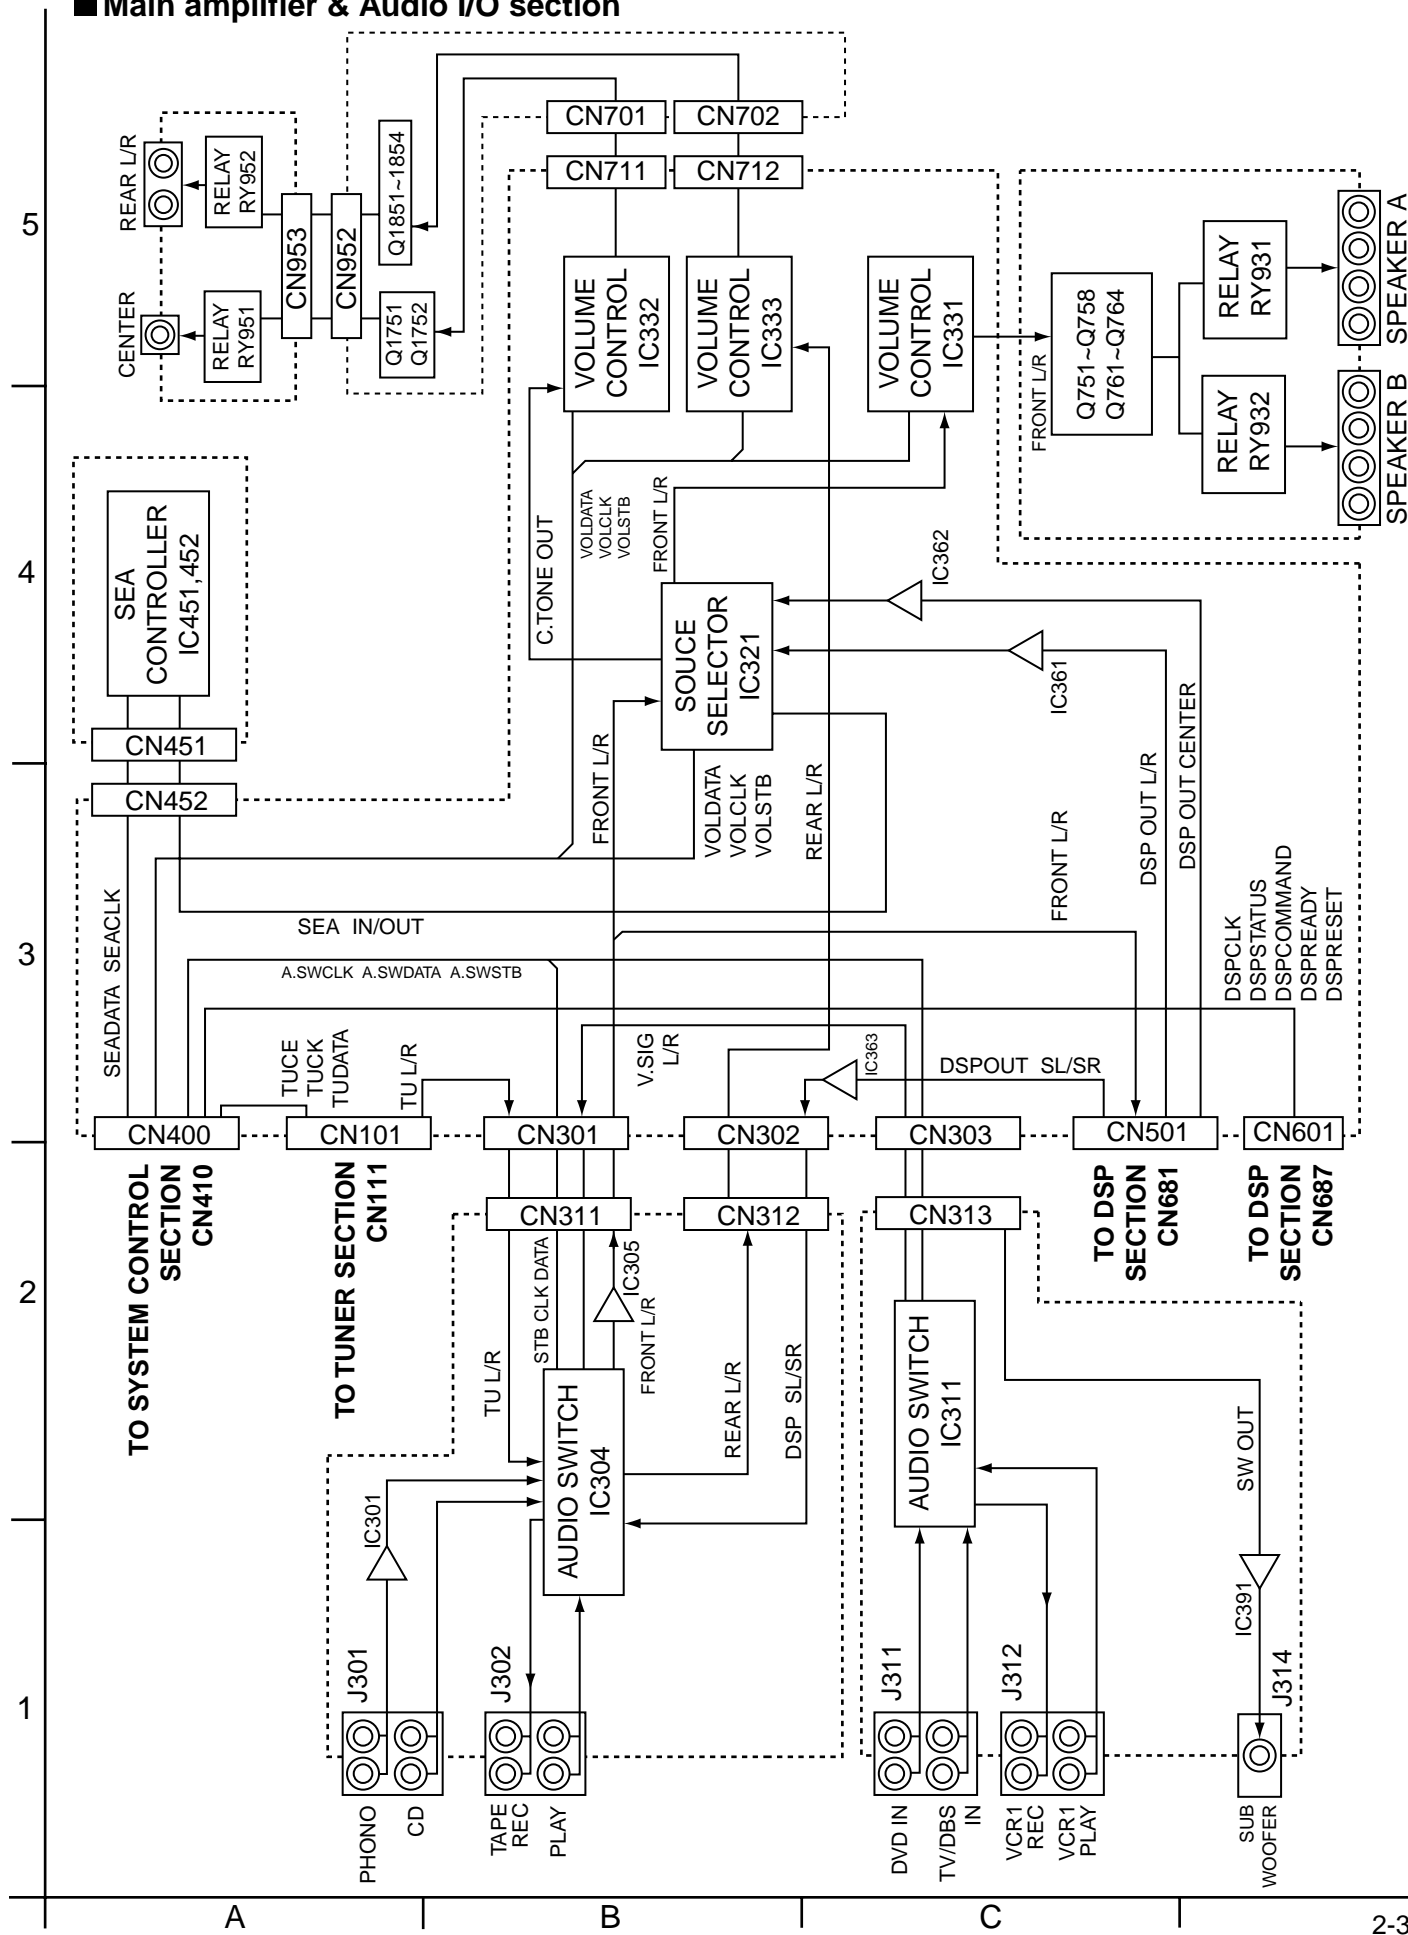 Main amplifier & Audio I/O section
CN701
CN702
CN711
CN712
REAR L/R
RELAY
RY952
CN953
CN952
Q1851~1854
CENTER
RELAY
RY951
Q1751
Q1752
VOLUME
CONTROL
IC332
VOLUME
CONTROL
IC333
VOLUME
CONTROL
IC331
FRONT L/R
Q751~Q758
Q761~Q764
RELAY
RY931
SPEAKER A
RELAY
RY932
SPEAKER B
5
SEA
CONTROLLER
IC451,452
CN451
CN452
C.TONE OUT
VOLDATA
VOLCLK
VOLSTB
FRONT L/R
SOUCE
SELECTOR
IC321
IC362
IC361
4
FRONT L/R
VOLDATA
VOLCLK
VOLSTB
REAR L/R
FRONT L/R
DSP OUT L/R
DSP OUT CENTER
SEADATA SEACLK
SEA IN/OUT
A.SWCLK A.SWDATA A.SWSTB
DSPCLK
DSPSTATUS
DSPCOMMAND
DSPREADY
DSPRESET
3
TUCE
TUCK
TUDATA
TU L/R
V.SIG
L/R
IC363
DSPOUT SL/SR
CN400
CN101
CN301
CN302
CN303
CN501
CN601
TO SYSTEM CONTROL
SECTION
CN410
TO TUNER SECTION
CN111
CN311
CN312
CN313
TO DSP
SECTION
CN681
TO DSP
SECTION
CN687
2
TU L/R
STB CLK DATA
IC305
FRONT L/R
REAR L/R
DSP SL/SR
AUDIO SWITCH
IC304
AUDIO SWITCH
IC311
SW OUT
IC301
IC391
1
J301
J302
J311
J312
J314
PHONO
CD
TAPE
REC
PLAY
DVD IN
TV/DBS
IN
VCR1
REC
VCR1
PLAY
SUB
WOOFER
A
B
C
2-3